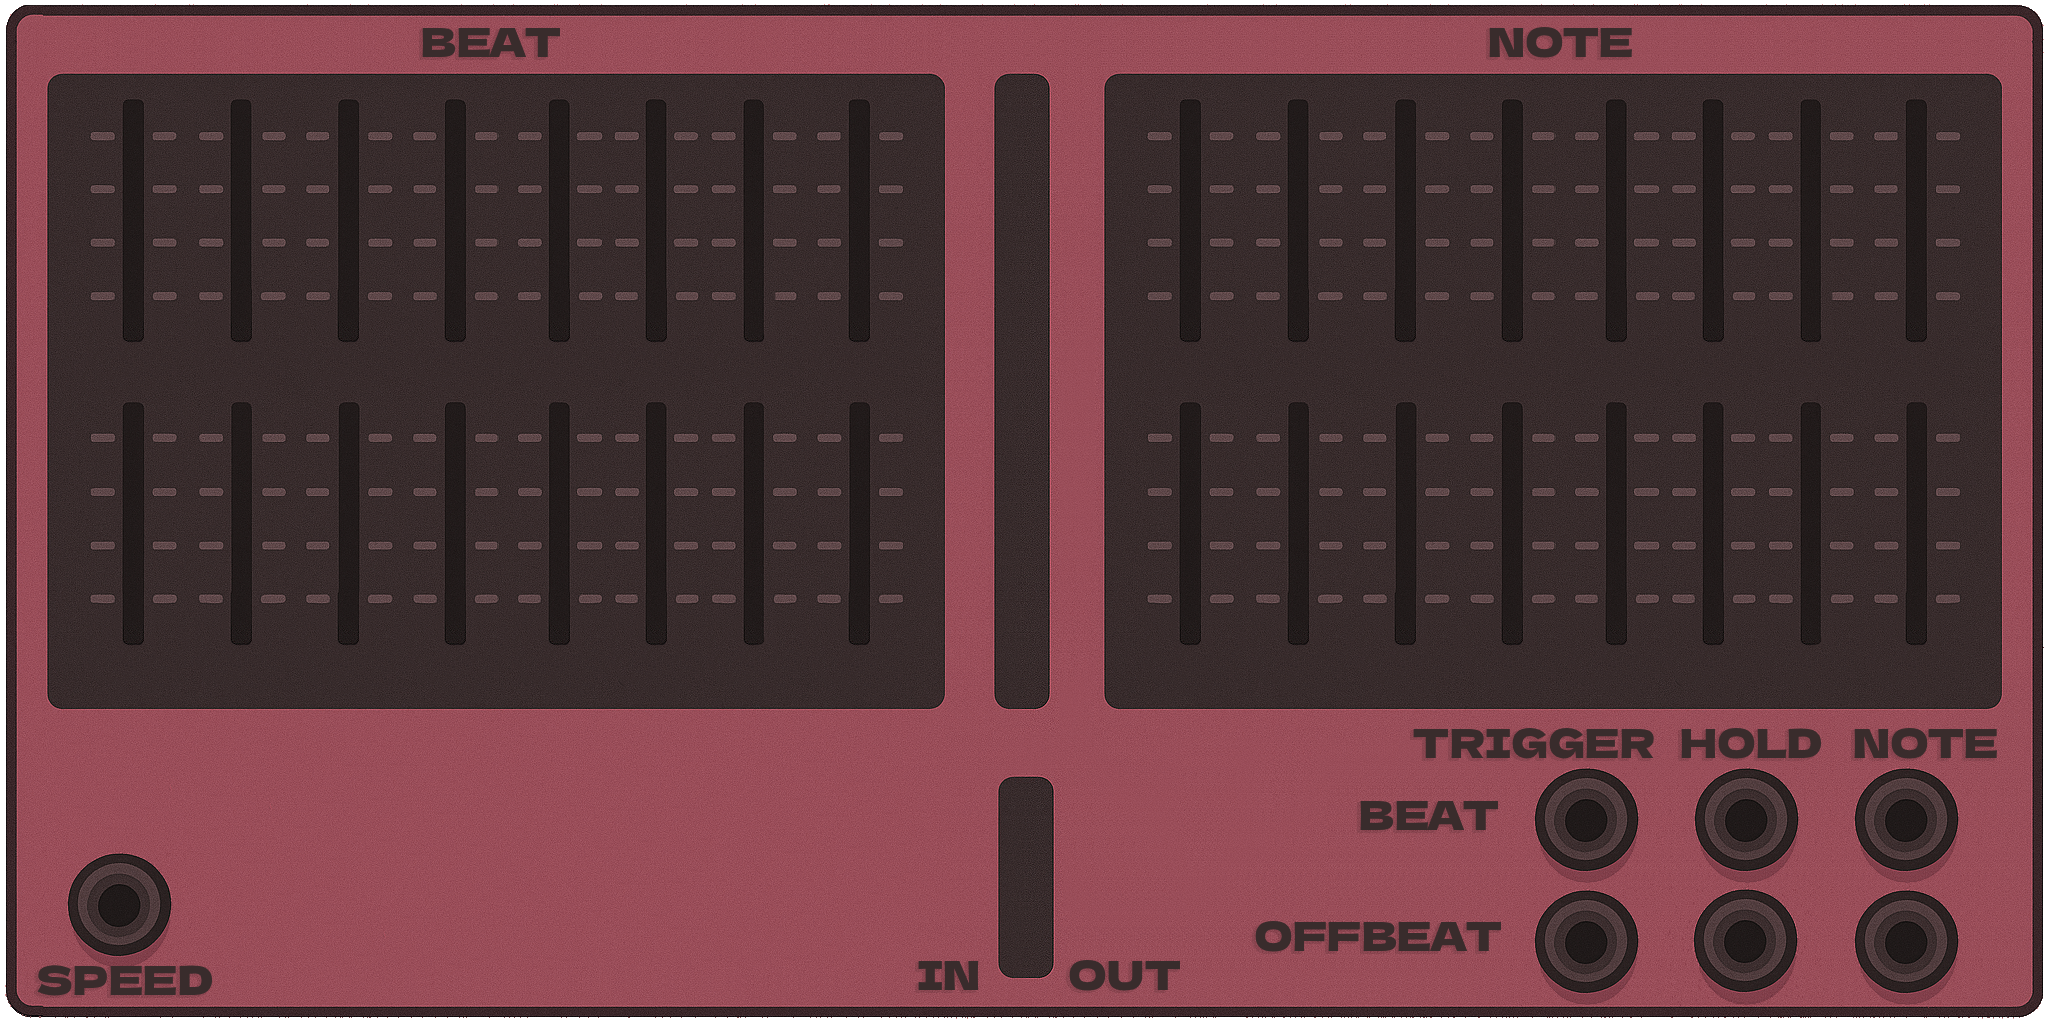 BEAT
NOTE
TRIGGER HOLD NOTE
BEAT
OFFBEAT
SPEED
IN OUT